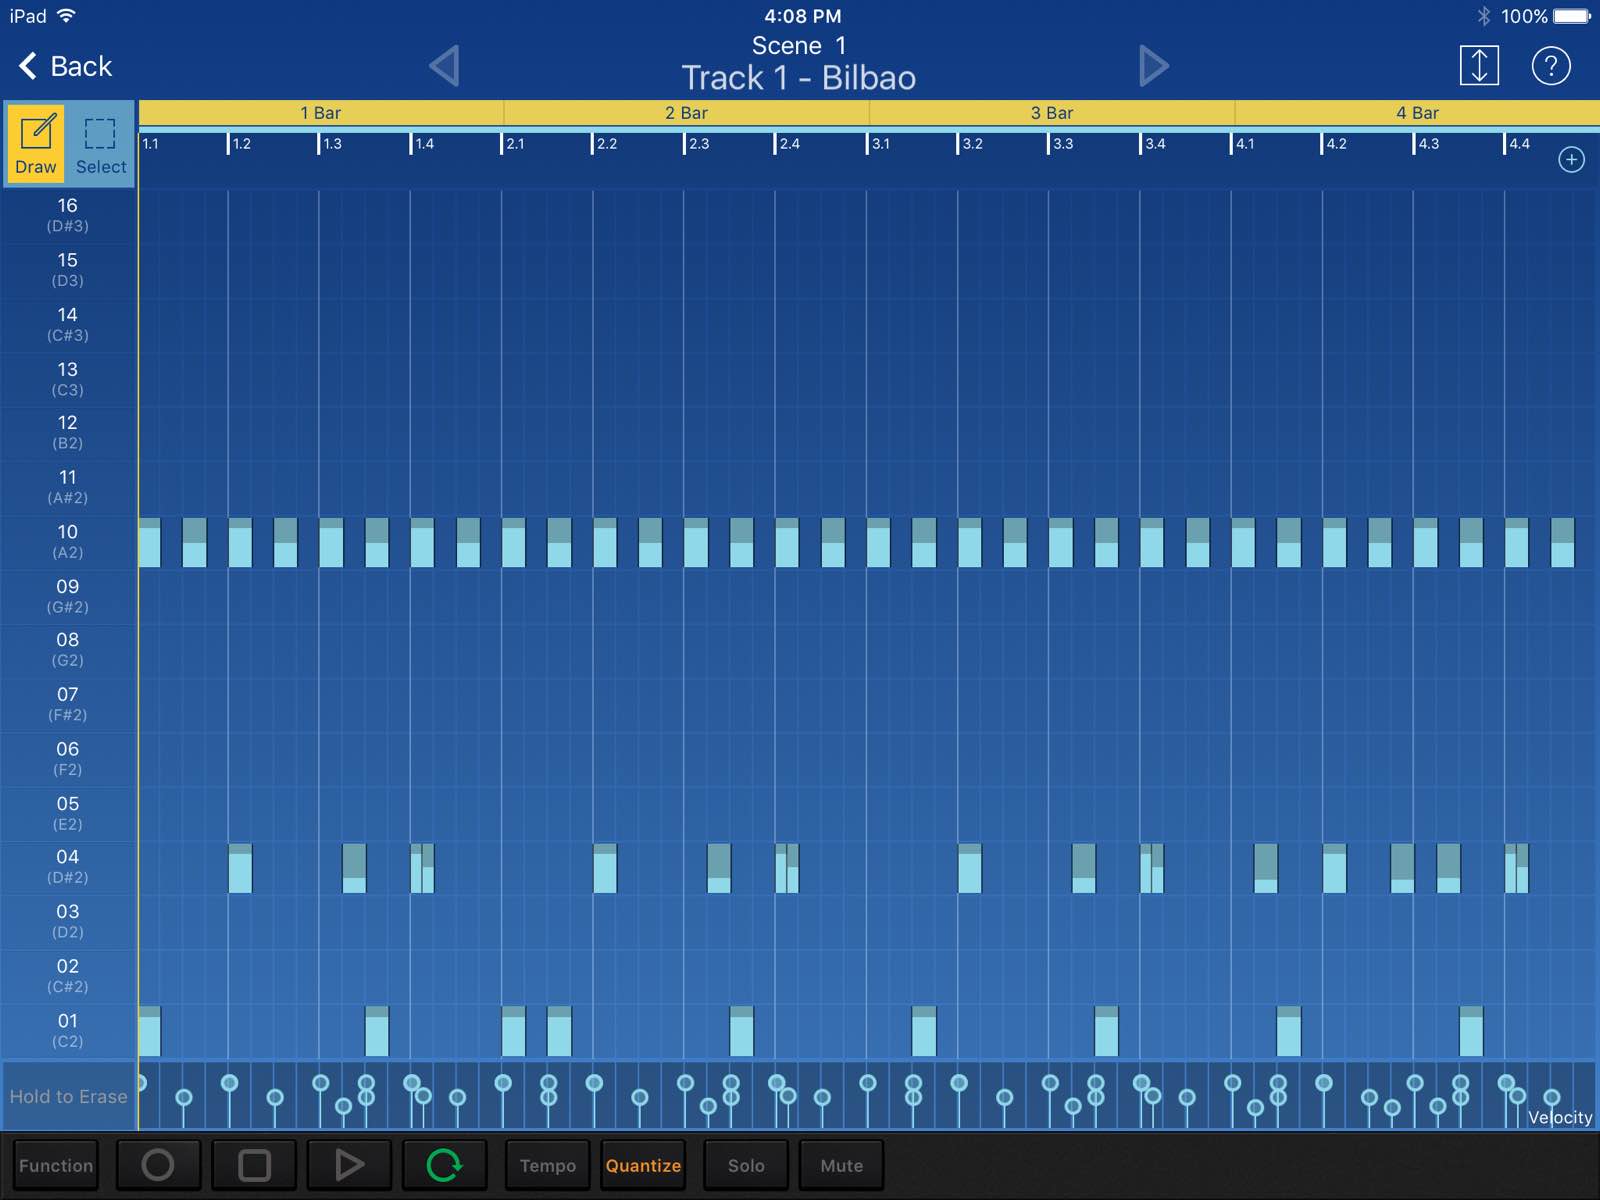 iPad 4:08 PM 100%
Back
Scene 1
Track 1 - Bilbao
?
1 Bar 2 Bar 3 Bar 4 Bar
Draw Select
1.1 1.2 1.3 1.4 2.1 2.2 2.3 2.4 3.1 3.2 3.3 3.4 4.1 4.2 4.3 4.4
16
(D#3)
15
(D3)
14
(C#3)
13
(C3)
12
(B2)
11
(A#2)
10
(A2)
09
(G#2)
08
(G2)
07
(F#2)
06
(F2)
05
(E2)
04
(D#2)
03
(D2)
02
(C#2)
01
(C2)
Hold to Erase
Velocity
Function Tempo Quantize Solo Mute